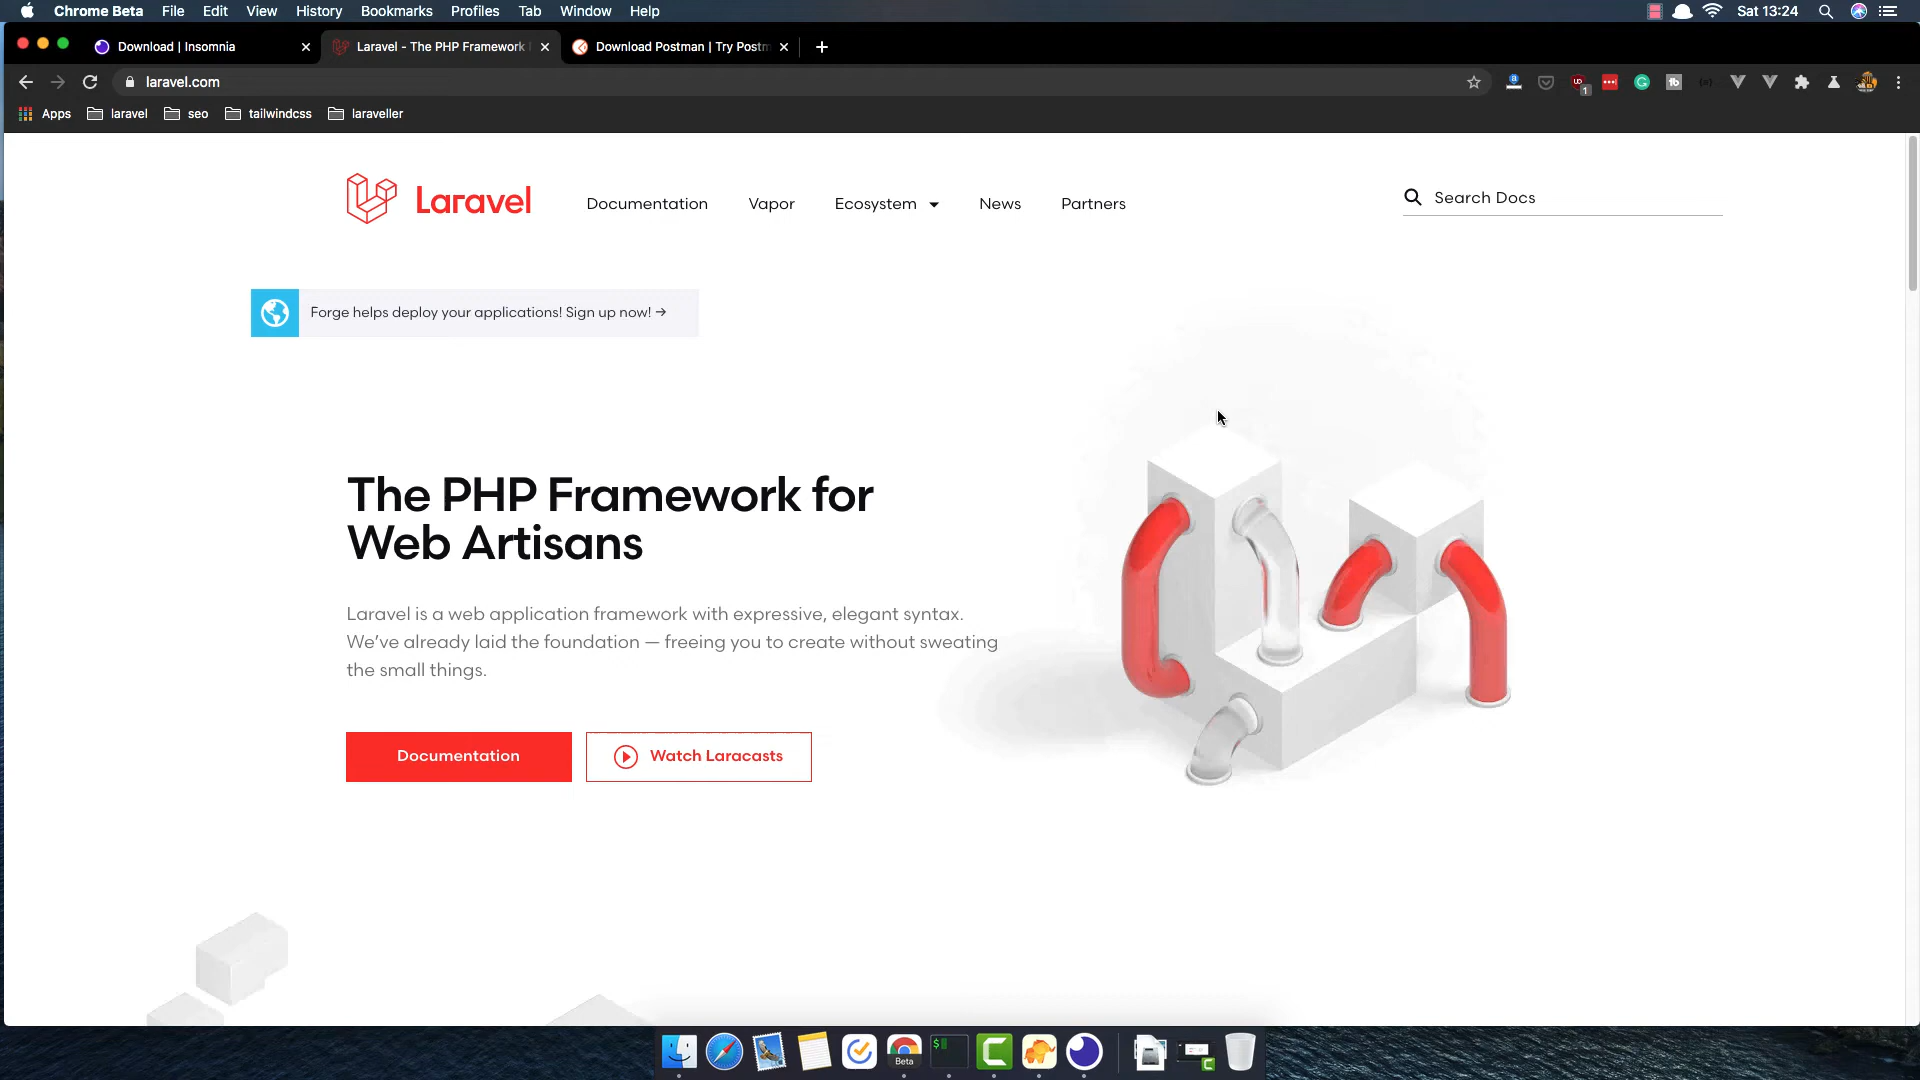 Chrome Beta File Edit View History Bookmarks Profiles Tab Window Help Sat 13:24
Download | Insomnia
Laravel - The PHP Framework
Download Postman | Try Postm
laravel.com
UD
1
tb
Apps laravel seo tailwindcss laraveller
Laravel
Documentation Vapor Ecosystem News Partners
Search Docs
Forge helps deploy your applications! Sign up now! →
The PHP Framework for
Web Artisans
Laravel is a web application framework with expressive, elegant syntax.
We've already laid the foundation — freeing you to create without sweating
the small things.
Documentation
Watch Laracasts
Beta
$